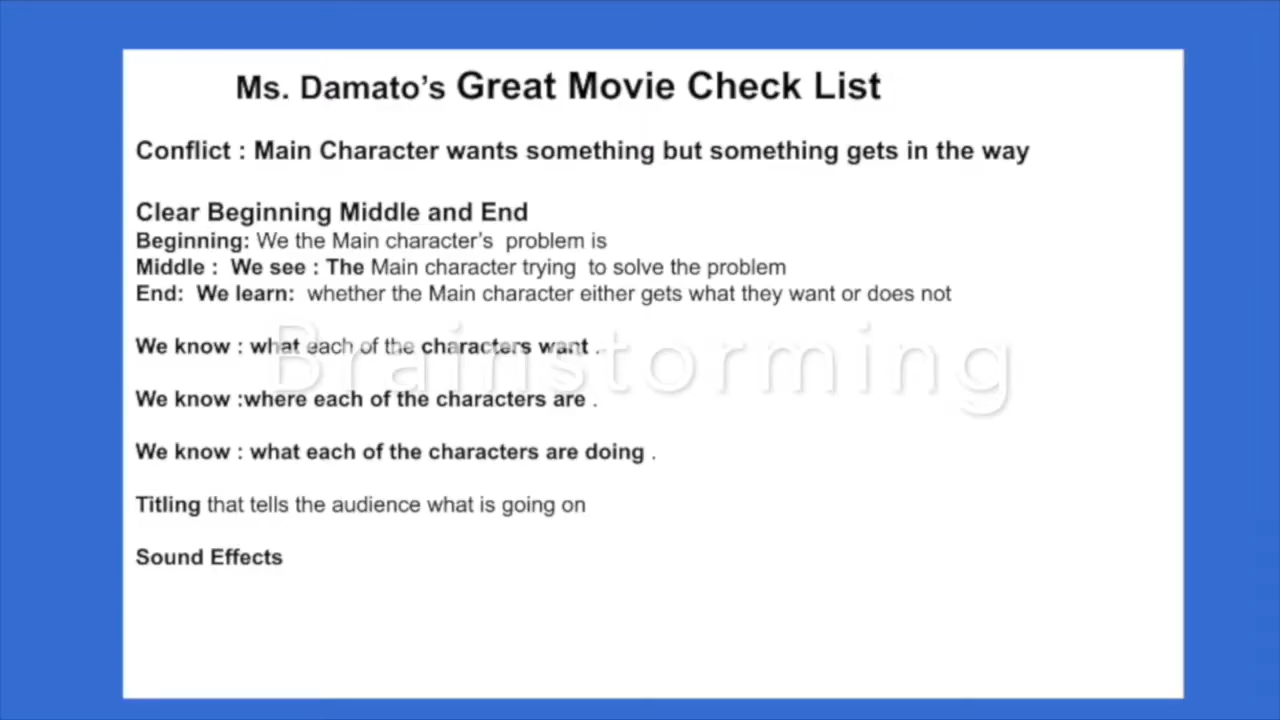 Ms. Damato’s Great Movie Check List
Conflict : Main Character wants something but something gets in the way
Clear Beginning Middle and End
Beginning: We the Main character’s problem is
Middle : We see : The Main character trying to solve the problem
End: We learn: whether the Main character either gets what they want or does not
We know : what each of the characters want .
Brainstorming
We know :where each of the characters are .
We know : what each of the characters are doing .
Titling that tells the audience what is going on
Sound Effects